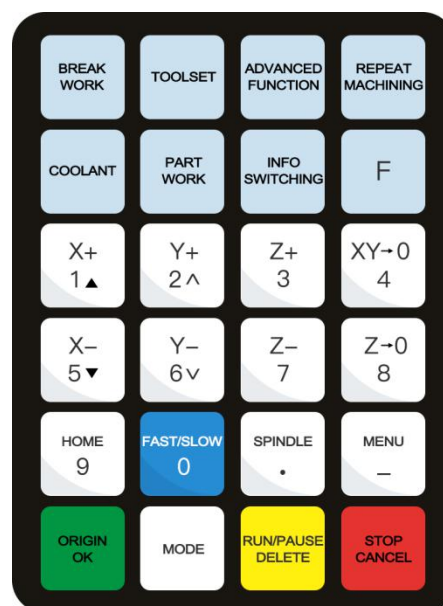 BREAK
WORK
TOOLSET
ADVANCED
FUNCTION
REPEAT
MACHINING
COOLANT
PART
WORK
INFO
SWITCHING
F
X+
1▲
Y+
2∧
Z+
3
XY→0
4
X−
5▼
Y−
6∨
Z−
7
Z→0
8
HOME
9
FAST/SLOW
0
SPINDLE
.
MENU
_
ORIGIN
OK
MODE
RUN/PAUSE
DELETE
STOP
CANCEL